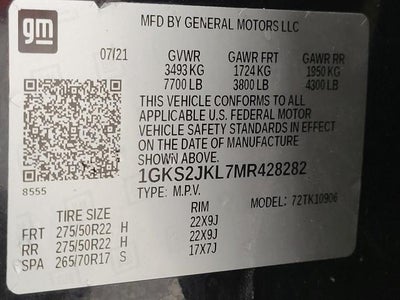 gm
MFD BY GENERAL MOTORS LLC
07/21 GVWR GAWR FRT GAWR RR
3493 KG 1724 KG 1950 KG
7700 LB 3800 LB 4300 LB
THIS VEHICLE CONFORMS TO ALL
APPLICABLE U.S. FEDERAL MOTOR
VEHICLE SAFETY STANDARDS IN EFFECT
ON THE DATE OF MANUFACTURE
SHOWN ABOVE.
1GKS2JKL7MR428282
8555
TYPE: M.P.V.
MODEL: 72TK10906
TIRE SIZE RIM
FRT 275/50R22 H 22X9J
RR 275/50R22 H 22X9J
SPA 265/70R17 S 17X7J